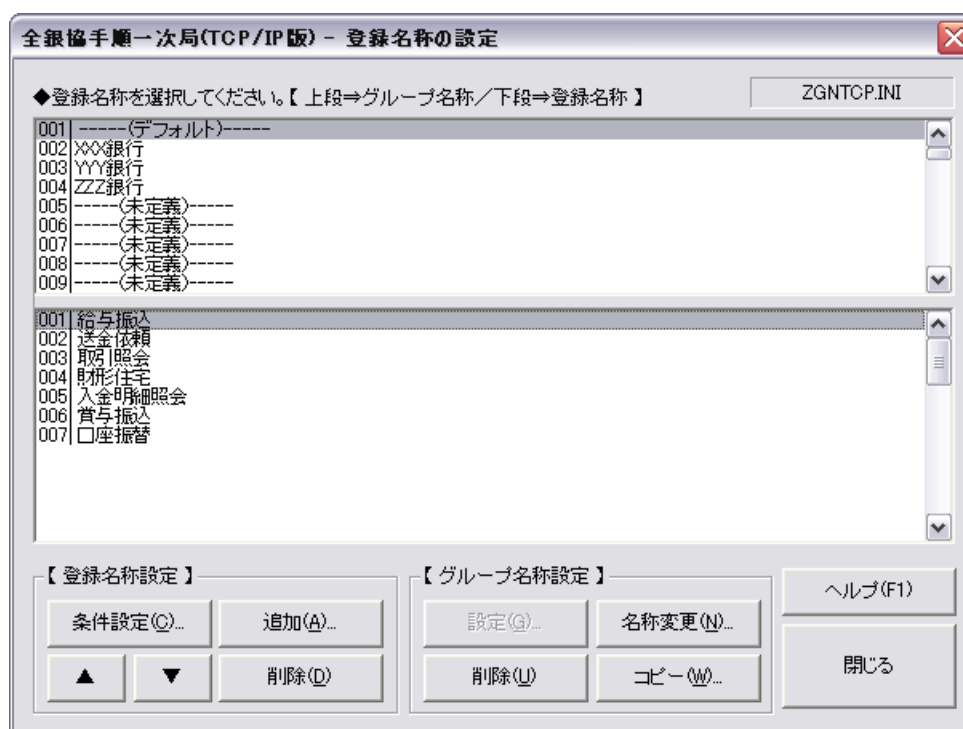 全銀協手順一次局(TCP/IP版) - 登録名称の設定
◆登録名称を選択してください。【 上段⇒グループ名称／下段⇒登録名称 】
ZGNTCP.INI
001 -----(デフォルト)-----
002 XXX銀行
003 YYY銀行
004 ZZZ銀行
005 -----(未定義)-----
006 -----(未定義)-----
007 -----(未定義)-----
008 -----(未定義)-----
009 -----(未定義)-----
001 給与振込
002 送金依頼
003 取引照会
004 財形住宅
005 入金明細照会
006 賞与振込
007 口座振替
【 登録名称設定 】
条件設定(C)...
追加(A)...
▲
▼
削除(D)
【 グループ名称設定 】
設定(G)...
名称変更(N)...
削除(U)
コピー(W)...
ヘルプ(F1)
閉じる